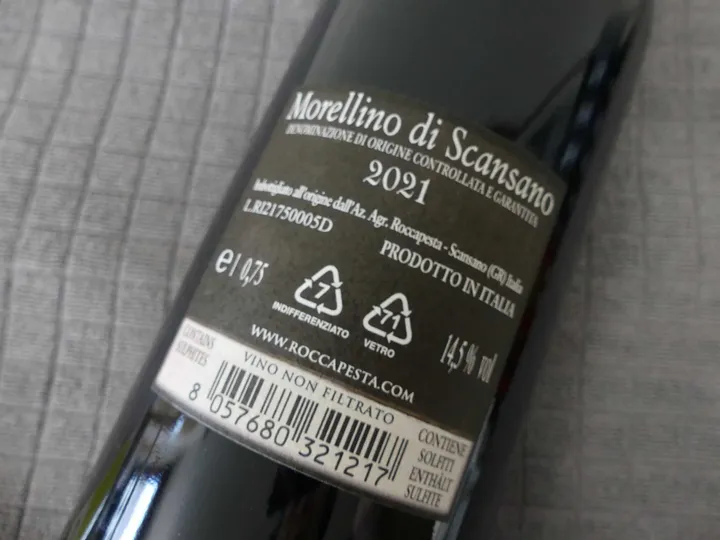 Morellino di Scansano
DENOMINAZIONE DI ORIGINE CONTROLLATA E GARANTITA
2021
Imbottigliato all'origine dall'Az. Agr. Roccapesta - Scansano (GR) Italia
L.RI21750005D
PRODOTTO IN ITALIA
e l 0,75
7
INDIFFERENZIATO
71
VETRO
14,5% vol
WWW.ROCCAPESTA.COM
VINO NON FILTRATO
CONTAINS
SULPHITES
8 057680 321217
CONTIENE
SOLFITI
ENTHÄLT
SULFITE